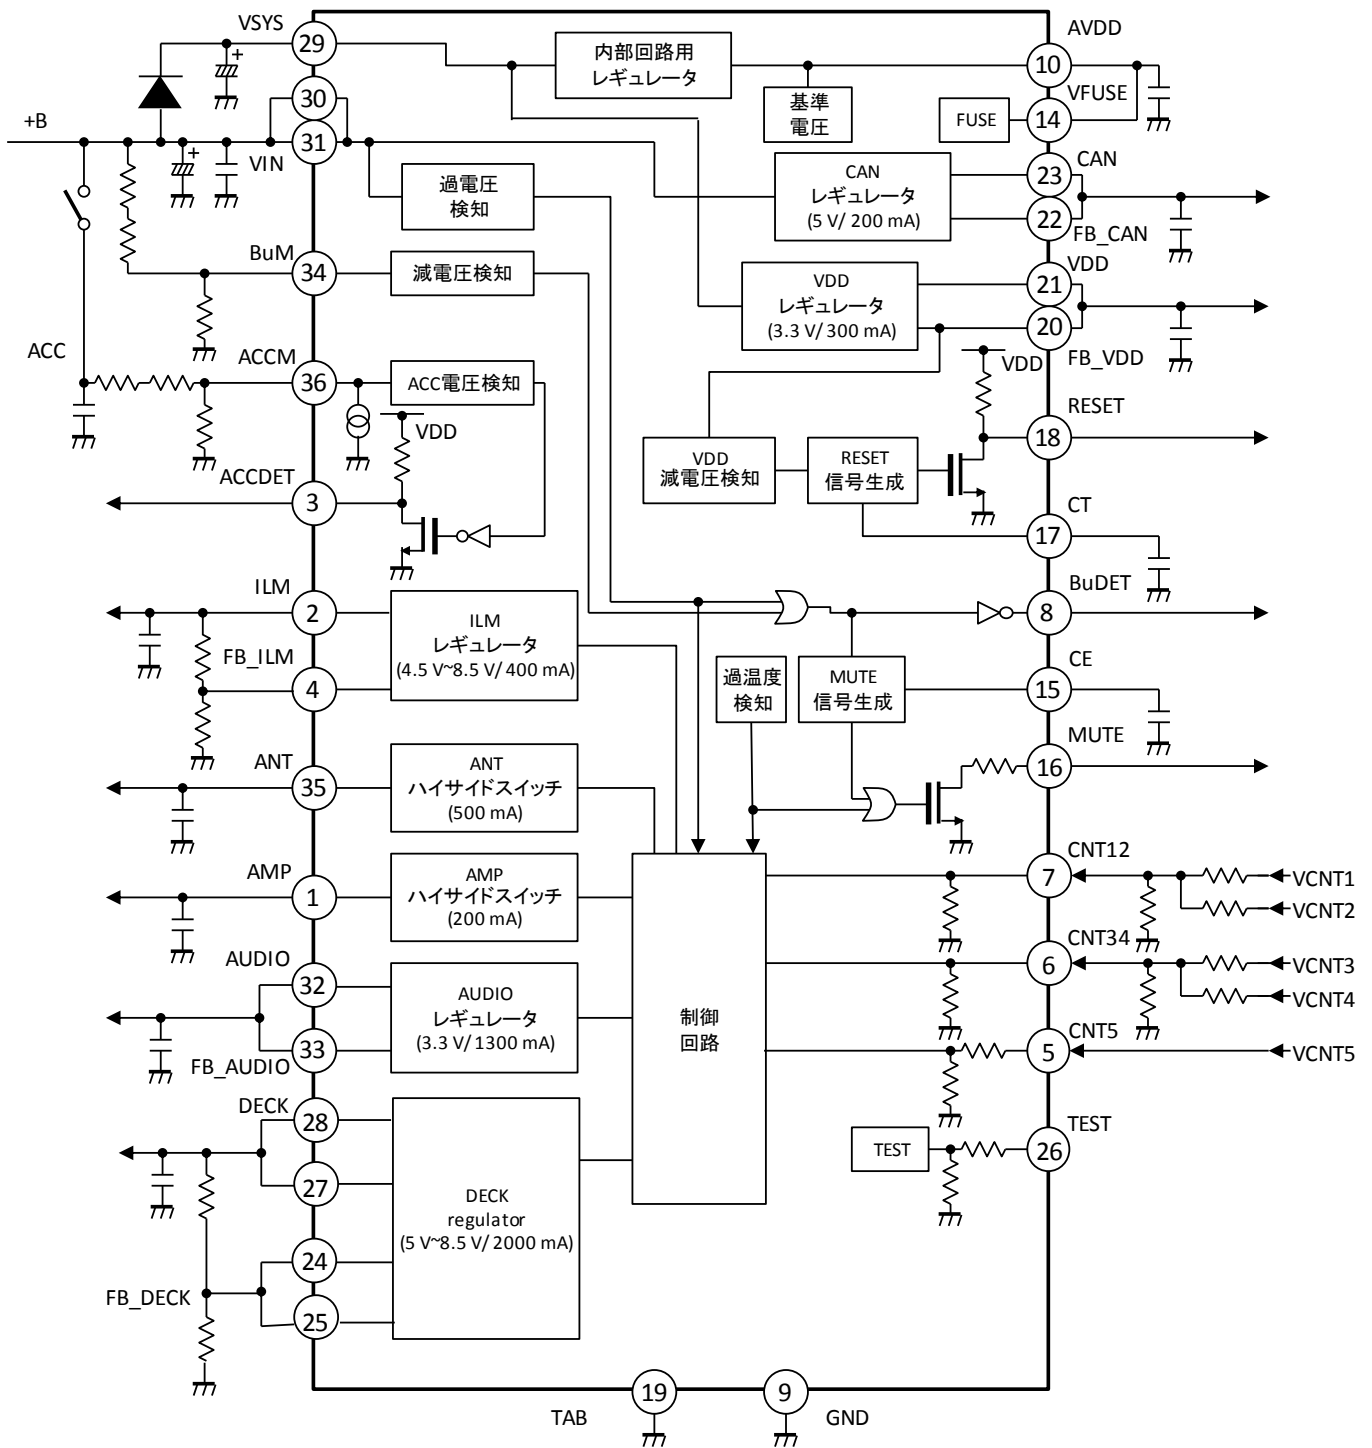 VSYS
29
30
31
+B
VIN
内部回路用
レギュレータ
基準
電圧
AVDD
10
VFUSE
FUSE
14
過電圧
検知
CAN
レギュレータ
(5 V/ 200 mA)
CAN
23
22
FB_CAN
BuM
34
減電圧検知
VDD
レギュレータ
(3.3 V/ 300 mA)
VDD
21
20
FB_VDD
ACC
ACCM
36
ACC電圧検知
VDD
VDD
RESET
18
VDD
減電圧検知
RESET
信号生成
ACCDET
3
CT
17
ILM
2
ILM
レギュレータ
(4.5 V~8.5 V/ 400 mA)
FB_ILM
4
BuDET
8
過温度
検知
MUTE
信号生成
CE
15
MUTE
16
ANT
35
ANT
ハイサイドスイッチ
(500 mA)
AMP
1
AMP
ハイサイドスイッチ
(200 mA)
CNT12
7
VCNT1
VCNT2
CNT34
6
VCNT3
VCNT4
AUDIO
32
33
FB_AUDIO
AUDIO
レギュレータ
(3.3 V/ 1300 mA)
制御
回路
CNT5
5
VCNT5
DECK
28
27
24
25
FB_DECK
DECK
regulator
(5 V~8.5 V/ 2000 mA)
TEST
TEST
26
19
9
TAB
GND